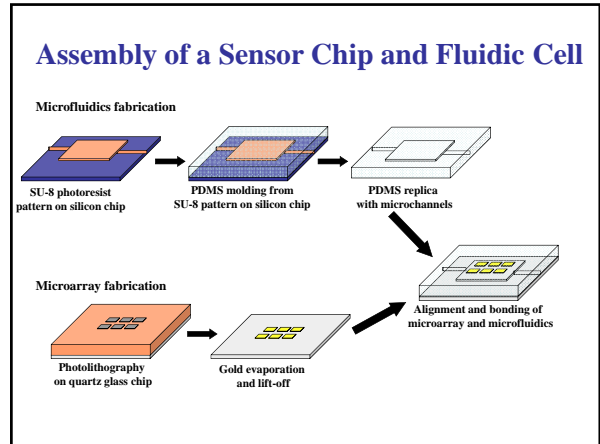 Assembly of a Sensor Chip and Fluidic Cell
Microfluidics fabrication
SU-8 photoresist
pattern on silicon chip
PDMS molding from
SU-8 pattern on silicon chip
PDMS replica
with microchannels
Microarray fabrication
Photolithography
on quartz glass chip
Gold evaporation
and lift-off
Alignment and bonding of
microarray and microfluidics